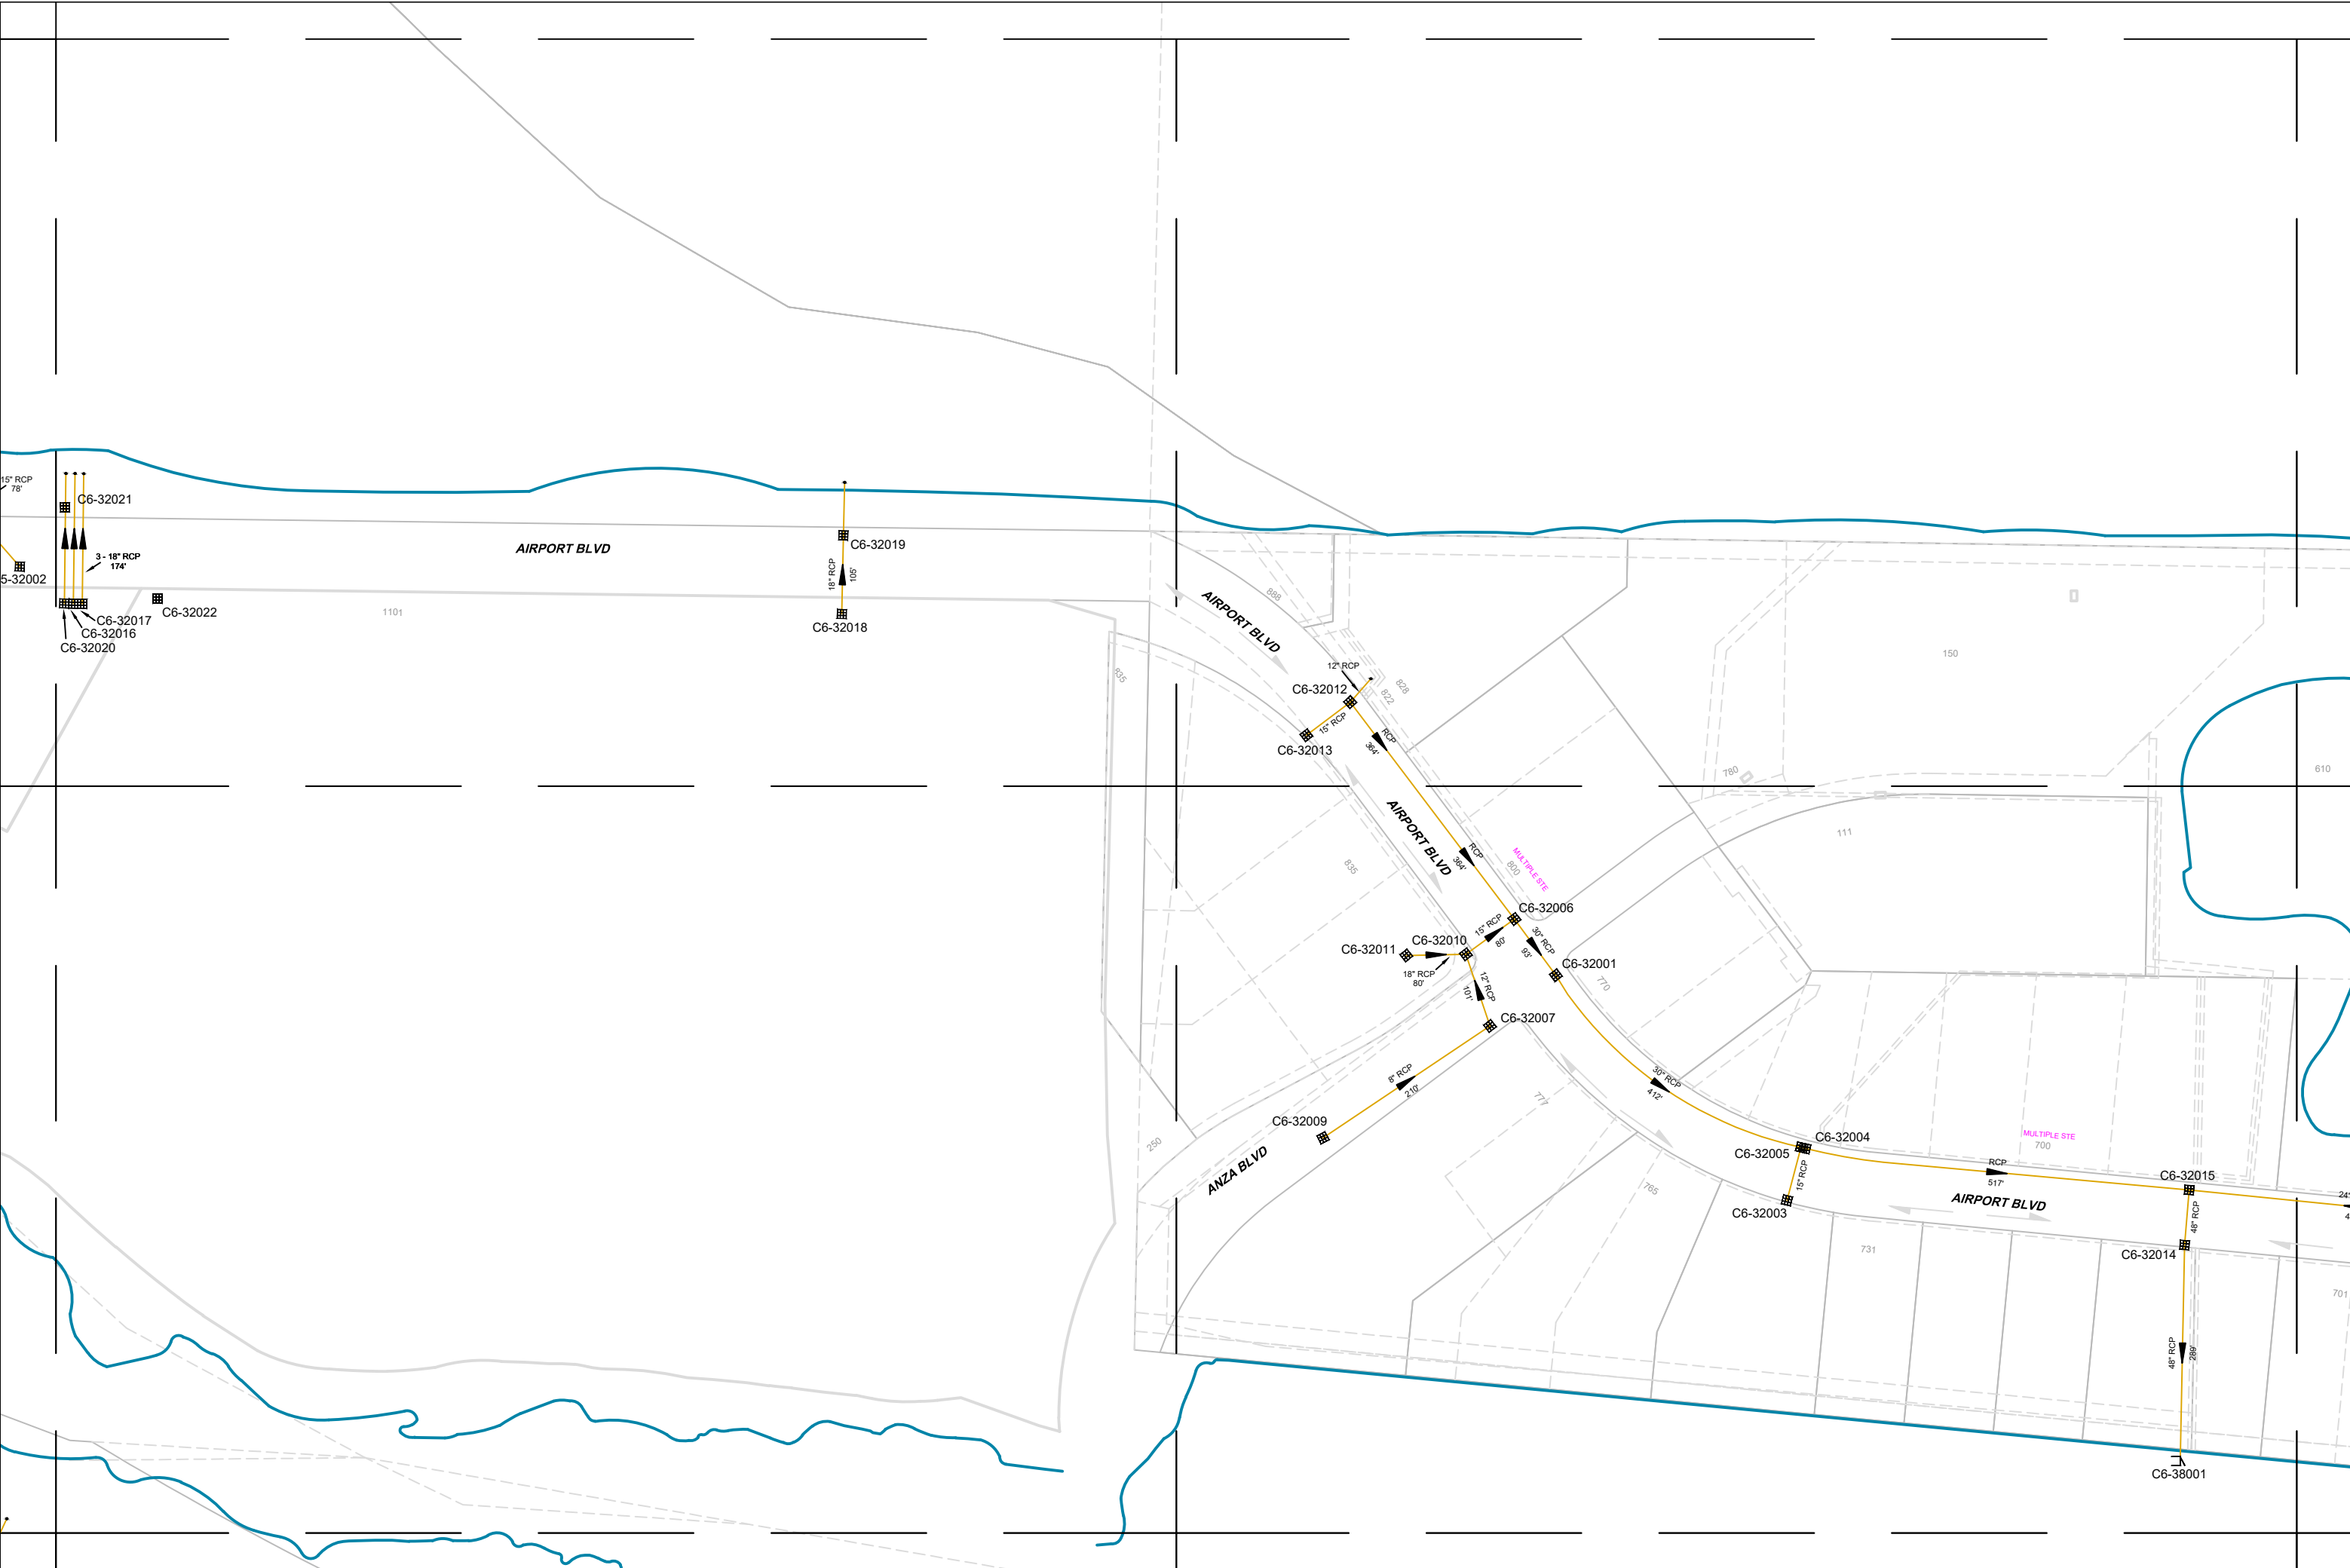 15" RCP
78'
C6-32021
3 - 18" RCP
174'
5-32002
C6-32017
C6-32016
C6-32020
C6-32022
1101
AIRPORT BLVD
C6-32019
18" RCP
105'
C6-32018
888
AIRPORT BLVD
835
12" RCP
C6-32012
828
822
15" RCP
C6-32013
RCP
364'
150
780
610
111
AIRPORT BLVD
RCP
364'
MULTIPLE STE
800
835
C6-32006
15" RCP
80'
C6-32010
C6-32011
18" RCP
80'
30" RCP
93'
C6-32001
12" RCP
101'
770
C6-32007
8" RCP
210'
30" RCP
412'
777
C6-32009
250
ANZA BLVD
C6-32004
C6-32005
15" RCP
C6-32003
765
MULTIPLE STE
700
RCP
517'
C6-32015
AIRPORT BLVD
24"
4
48" RCP
C6-32014
731
701
48" RCP
289'
C6-38001